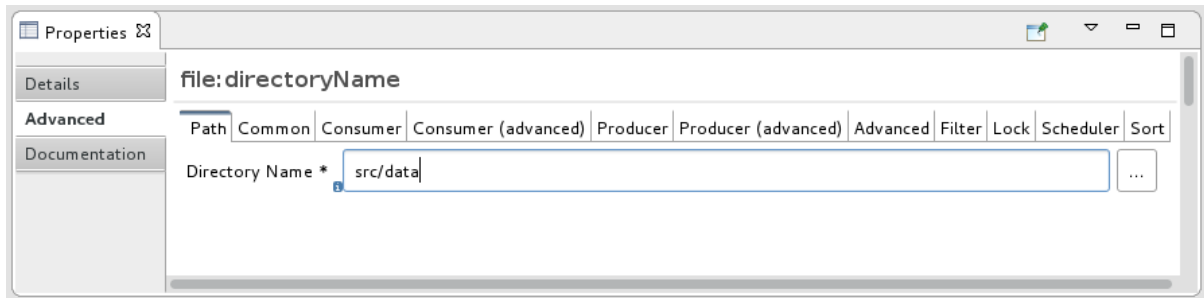 Properties
Details
Advanced
Documentation
file:directoryName
Path Common Consumer Consumer (advanced) Producer Producer (advanced) Advanced Filter Lock Scheduler Sort
Directory Name * src/data ...